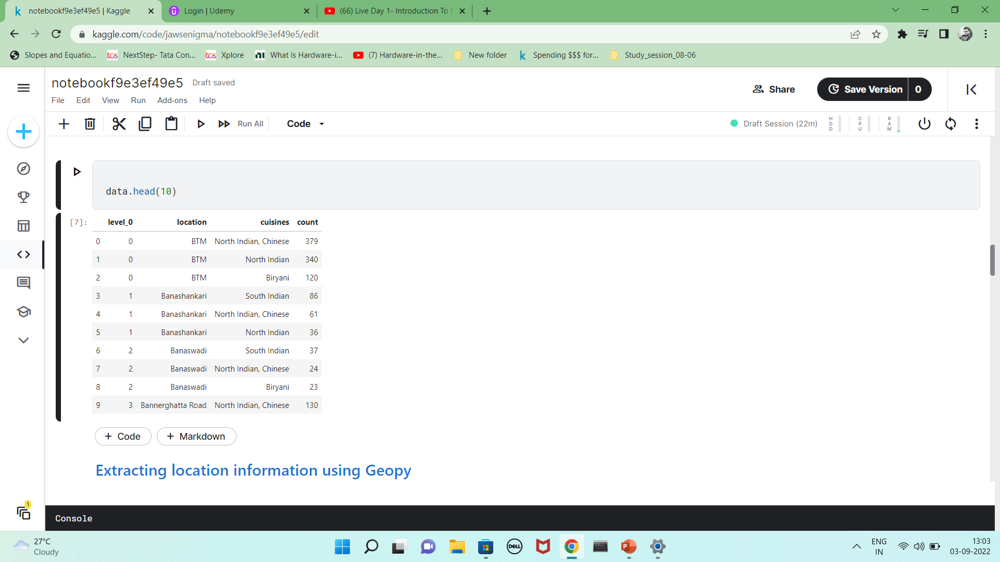 notebookf9e3ef49e5 | Kaggle
Login | Udemy
(66) Live Day 1- Introduction To M
kaggle.com/code/jawsenigma/notebookf9e3ef49e5/edit
Slopes and Equatio...
tcs NextStep- Tata Con...
tcs Xplore
What Is Hardware-i...
(7) Hardware-in-the...
New folder
Spending $$$ for...
Study_session_08-06
notebookf9e3ef49e5 Draft saved
File Edit View Run Add-ons Help
Share
Save Version 0
Run All
Code
Draft Session (22m)
HDD
CPU
RAM
data.head(10)
[7]:
level_0 location cuisines count
0 0 BTM North Indian, Chinese 379
1 0 BTM North Indian 340
2 0 BTM Biryani 120
3 1 Banashankari South Indian 86
4 1 Banashankari North Indian, Chinese 61
5 1 Banashankari North Indian 36
6 2 Banaswadi South Indian 37
7 2 Banaswadi North Indian, Chinese 24
8 2 Banaswadi Biryani 23
9 3 Bannerghatta Road North Indian, Chinese 130
+ Code + Markdown
Extracting location information using Geopy
1
Console
27°C
Cloudy
DELL
ENG
IN
13:03
03-09-2022